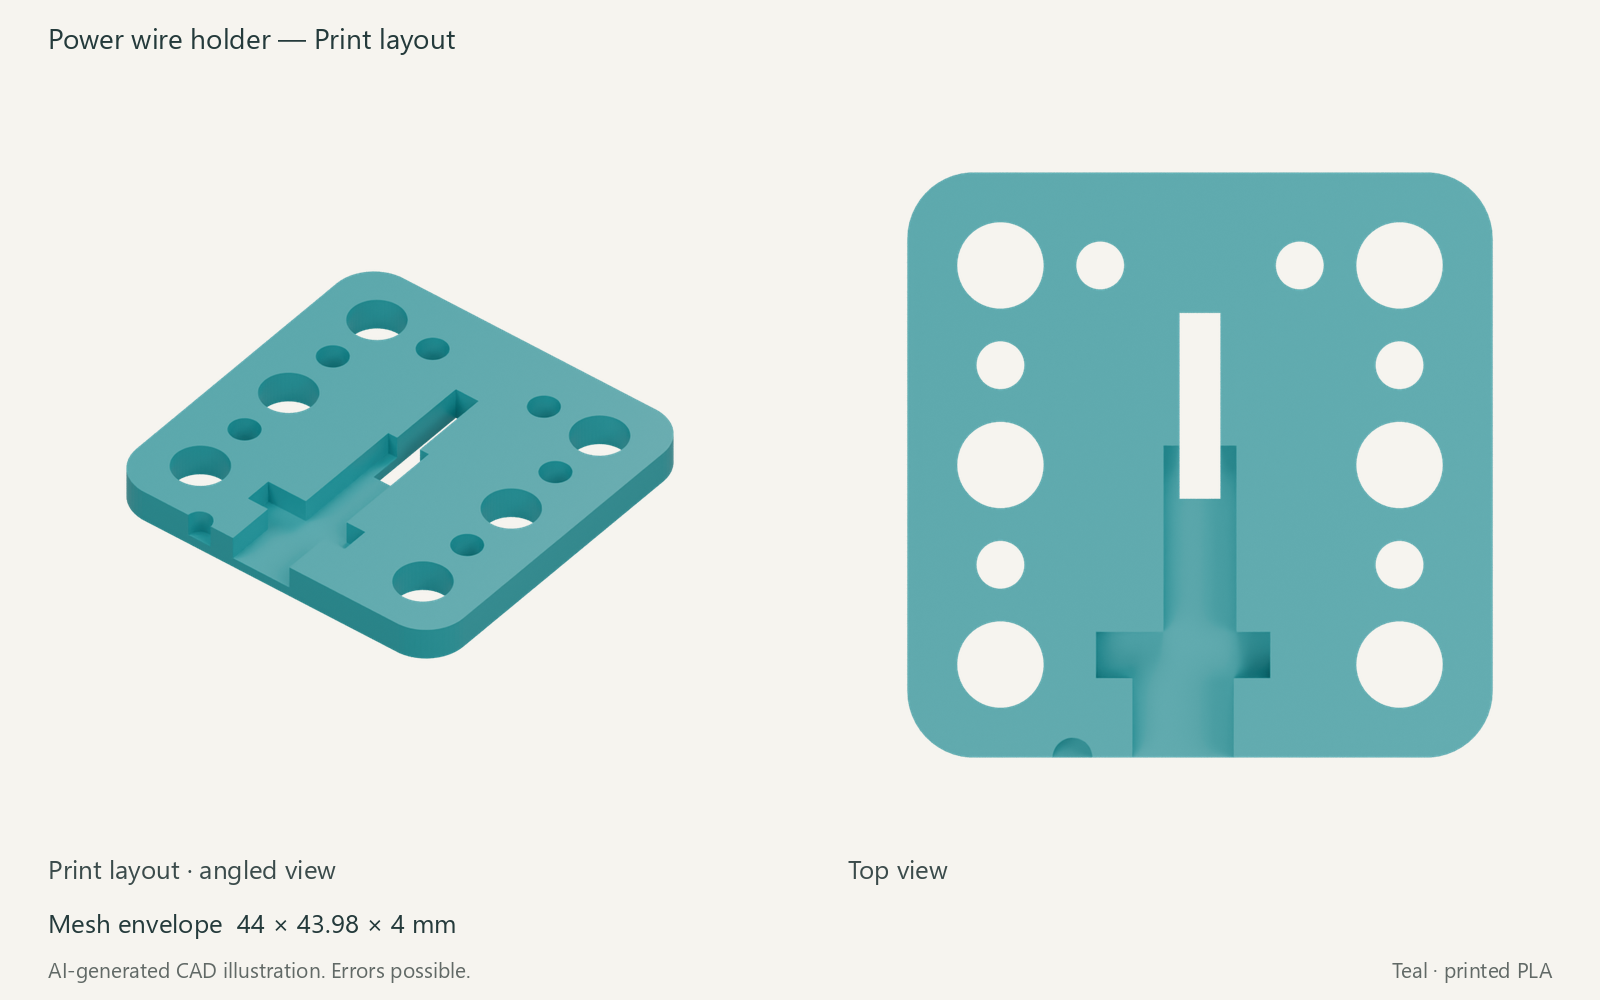 Power wire holder — Print layout
Print layout · angled view
Top view
Mesh envelope  44 × 43.98 × 4 mm
AI-generated CAD illustration. Errors possible.
Teal · printed PLA